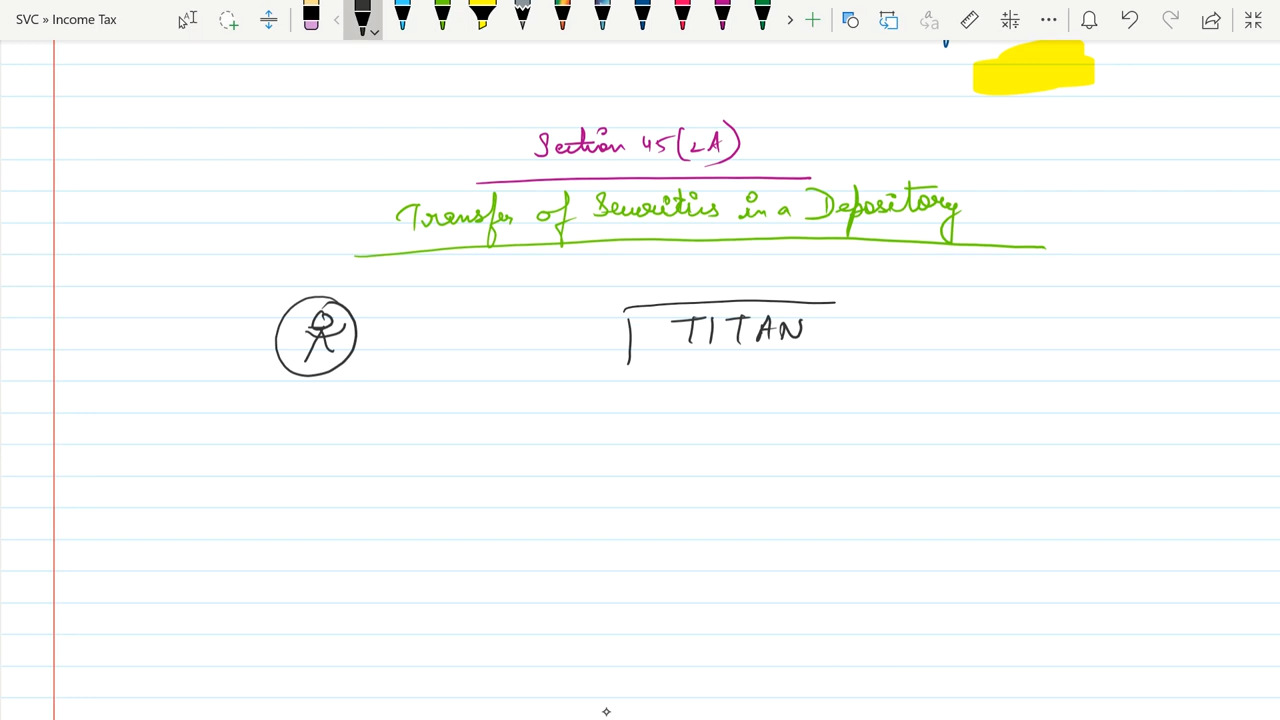 SVC » Income Tax
Section 45(2A)
Transfer of Securities in a Depository
TITAN